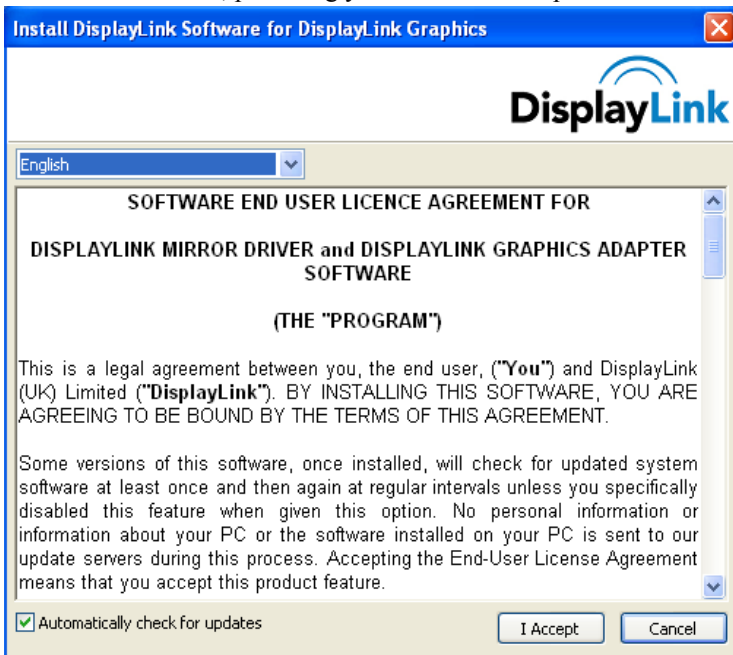 Install DisplayLink Software for DisplayLink Graphics
DisplayLink
English
SOFTWARE END USER LICENCE AGREEMENT FOR
DISPLAYLINK MIRROR DRIVER and DISPLAYLINK GRAPHICS ADAPTER
SOFTWARE
(THE "PROGRAM")
This is a legal agreement between you, the end user, ("You") and DisplayLink
(UK) Limited ("DisplayLink"). BY INSTALLING THIS SOFTWARE, YOU ARE
AGREEING TO BE BOUND BY THE TERMS OF THIS AGREEMENT.
Some versions of this software, once installed, will check for updated system
software at least once and then again at regular intervals unless you specifically
disabled this feature when given this option. No personal information or
information about your PC or the software installed on your PC is sent to our
update servers during this process. Accepting the End-User License Agreement
means that you accept this product feature.
Automatically check for updates
I Accept
Cancel